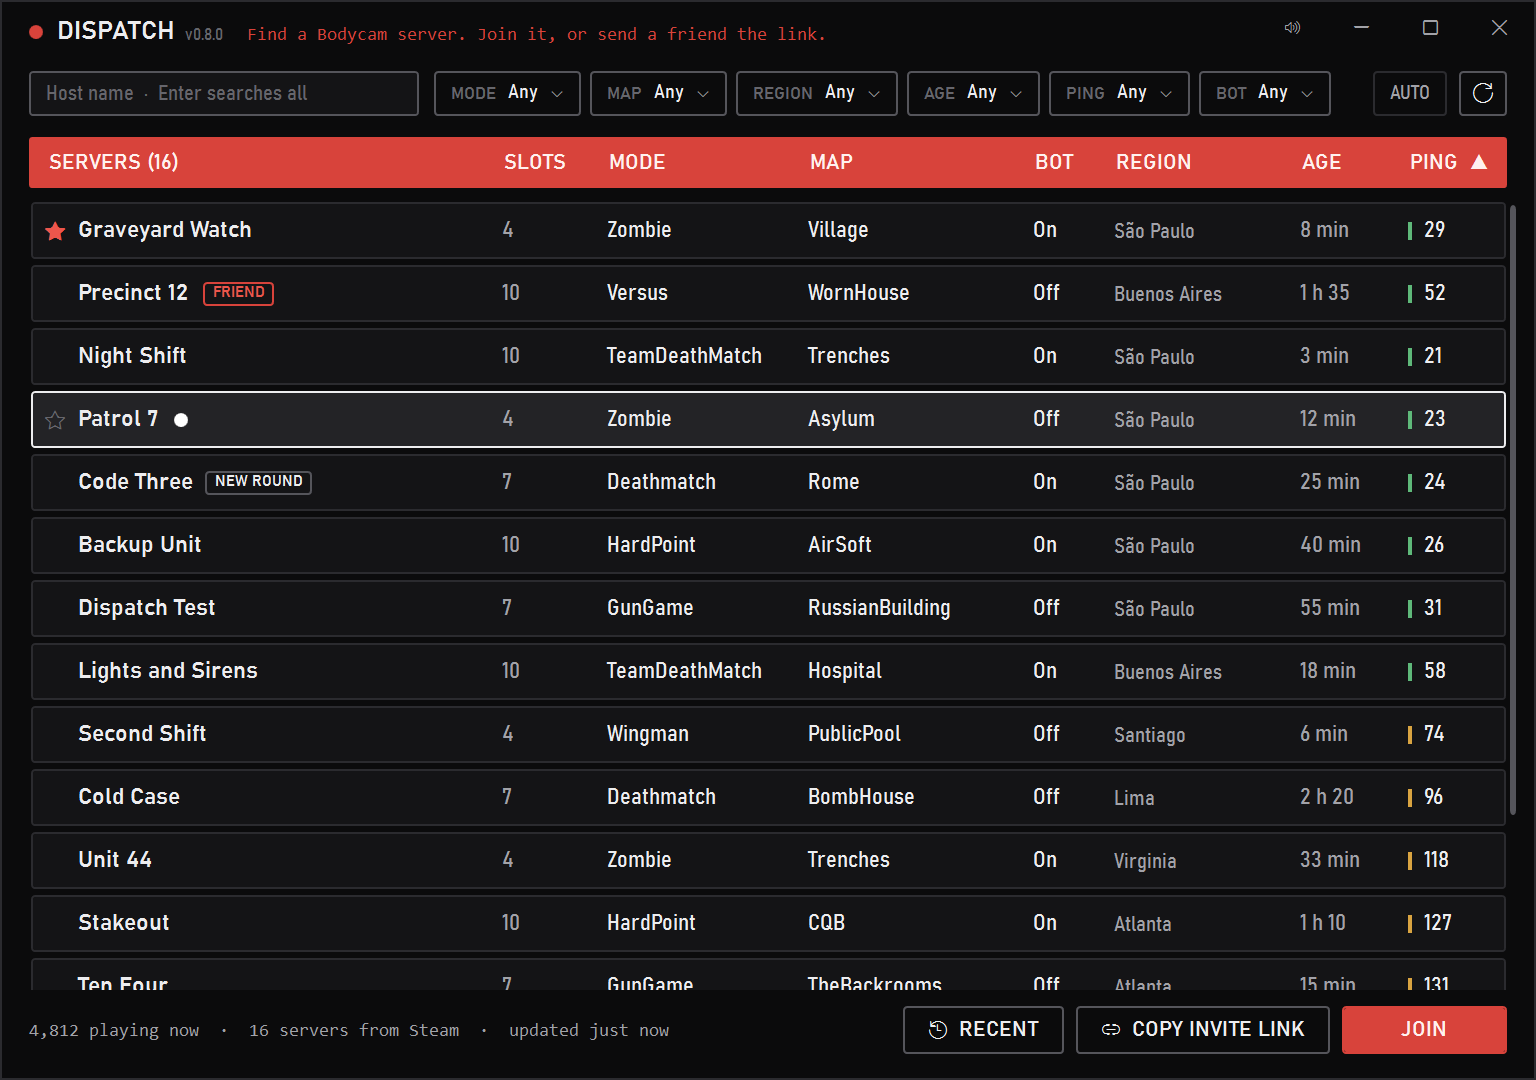 DISPATCH v0.8.0 Find a Bodycam server. Join it, or send a friend the link.
Host name · Enter searches all MODE Any MAP Any REGION Any AGE Any PING Any BOT Any AUTO
SERVERS (16) SLOTS MODE MAP BOT REGION AGE PING ▲
Graveyard Watch 4 Zombie Village On São Paulo 8 min 29
Precinct 12 FRIEND 10 Versus WornHouse Off Buenos Aires 1 h 35 52
Night Shift 10 TeamDeathMatch Trenches On São Paulo 3 min 21
Patrol 7 4 Zombie Asylum Off São Paulo 12 min 23
Code Three NEW ROUND 7 Deathmatch Rome On São Paulo 25 min 24
Backup Unit 10 HardPoint AirSoft On São Paulo 40 min 26
Dispatch Test 7 GunGame RussianBuilding Off São Paulo 55 min 31
Lights and Sirens 10 TeamDeathMatch Hospital On Buenos Aires 18 min 58
Second Shift 4 Wingman PublicPool Off Santiago 6 min 74
Cold Case 7 Deathmatch BombHouse Off Lima 2 h 20 96
Unit 44 4 Zombie Trenches On Virginia 33 min 118
Stakeout 10 HardPoint CQB On Atlanta 1 h 10 127
Ten Four 7 GunGame TheBackrooms Off Atlanta 15 min 131
4,812 playing now · 16 servers from Steam · updated just now RECENT COPY INVITE LINK JOIN